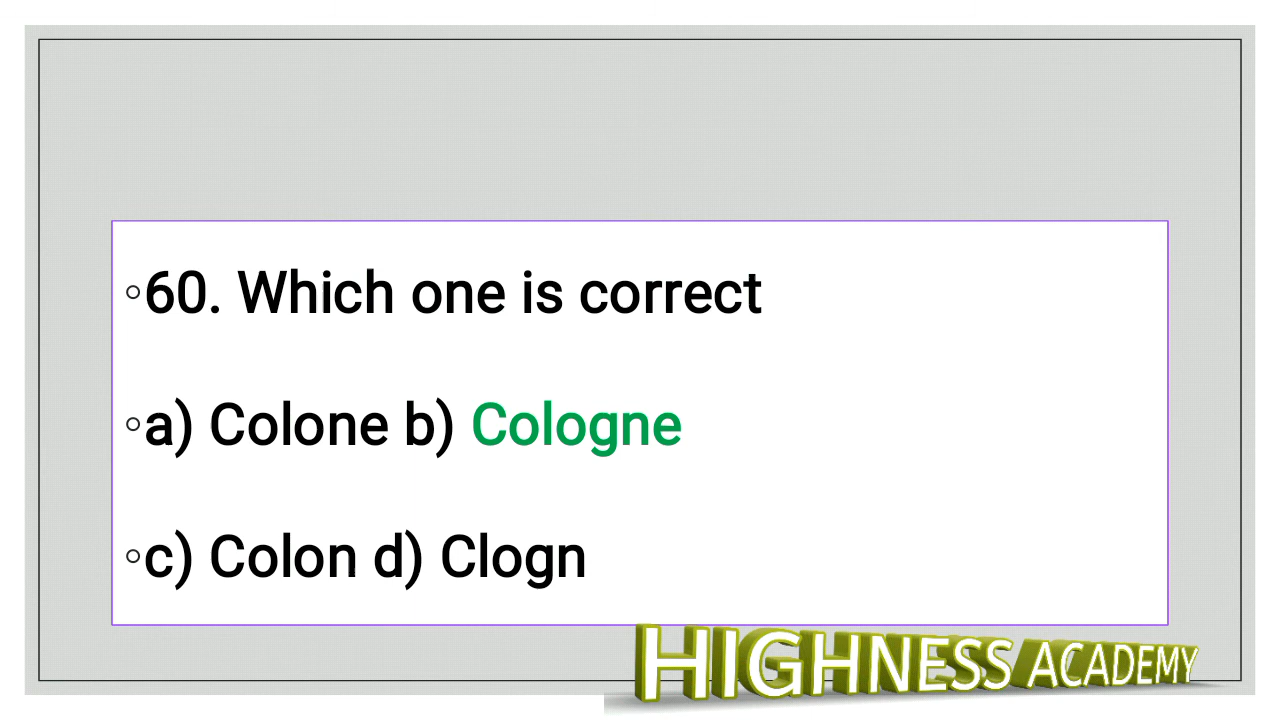 ◦60. Which one is correct
◦a) Colone b) Cologne
◦c) Colon d) Clogn
HIGHNESS ACADEMY